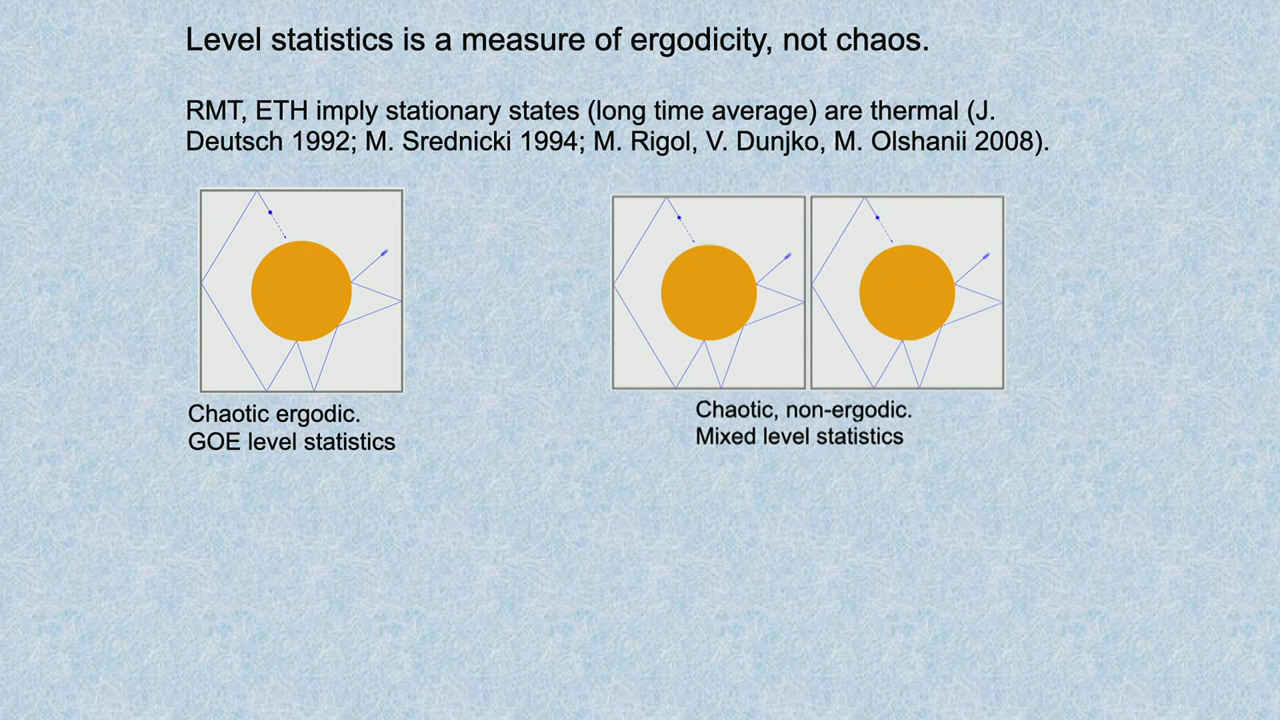 Level statistics is a measure of ergodicity, not chaos.
RMT, ETH imply stationary states (long time average) are thermal (J.
Deutsch 1992; M. Srednicki 1994; M. Rigol, V. Dunjko, M. Olshanii 2008).
Chaotic ergodic.
GOE level statistics
Chaotic, non-ergodic.
Mixed level statistics